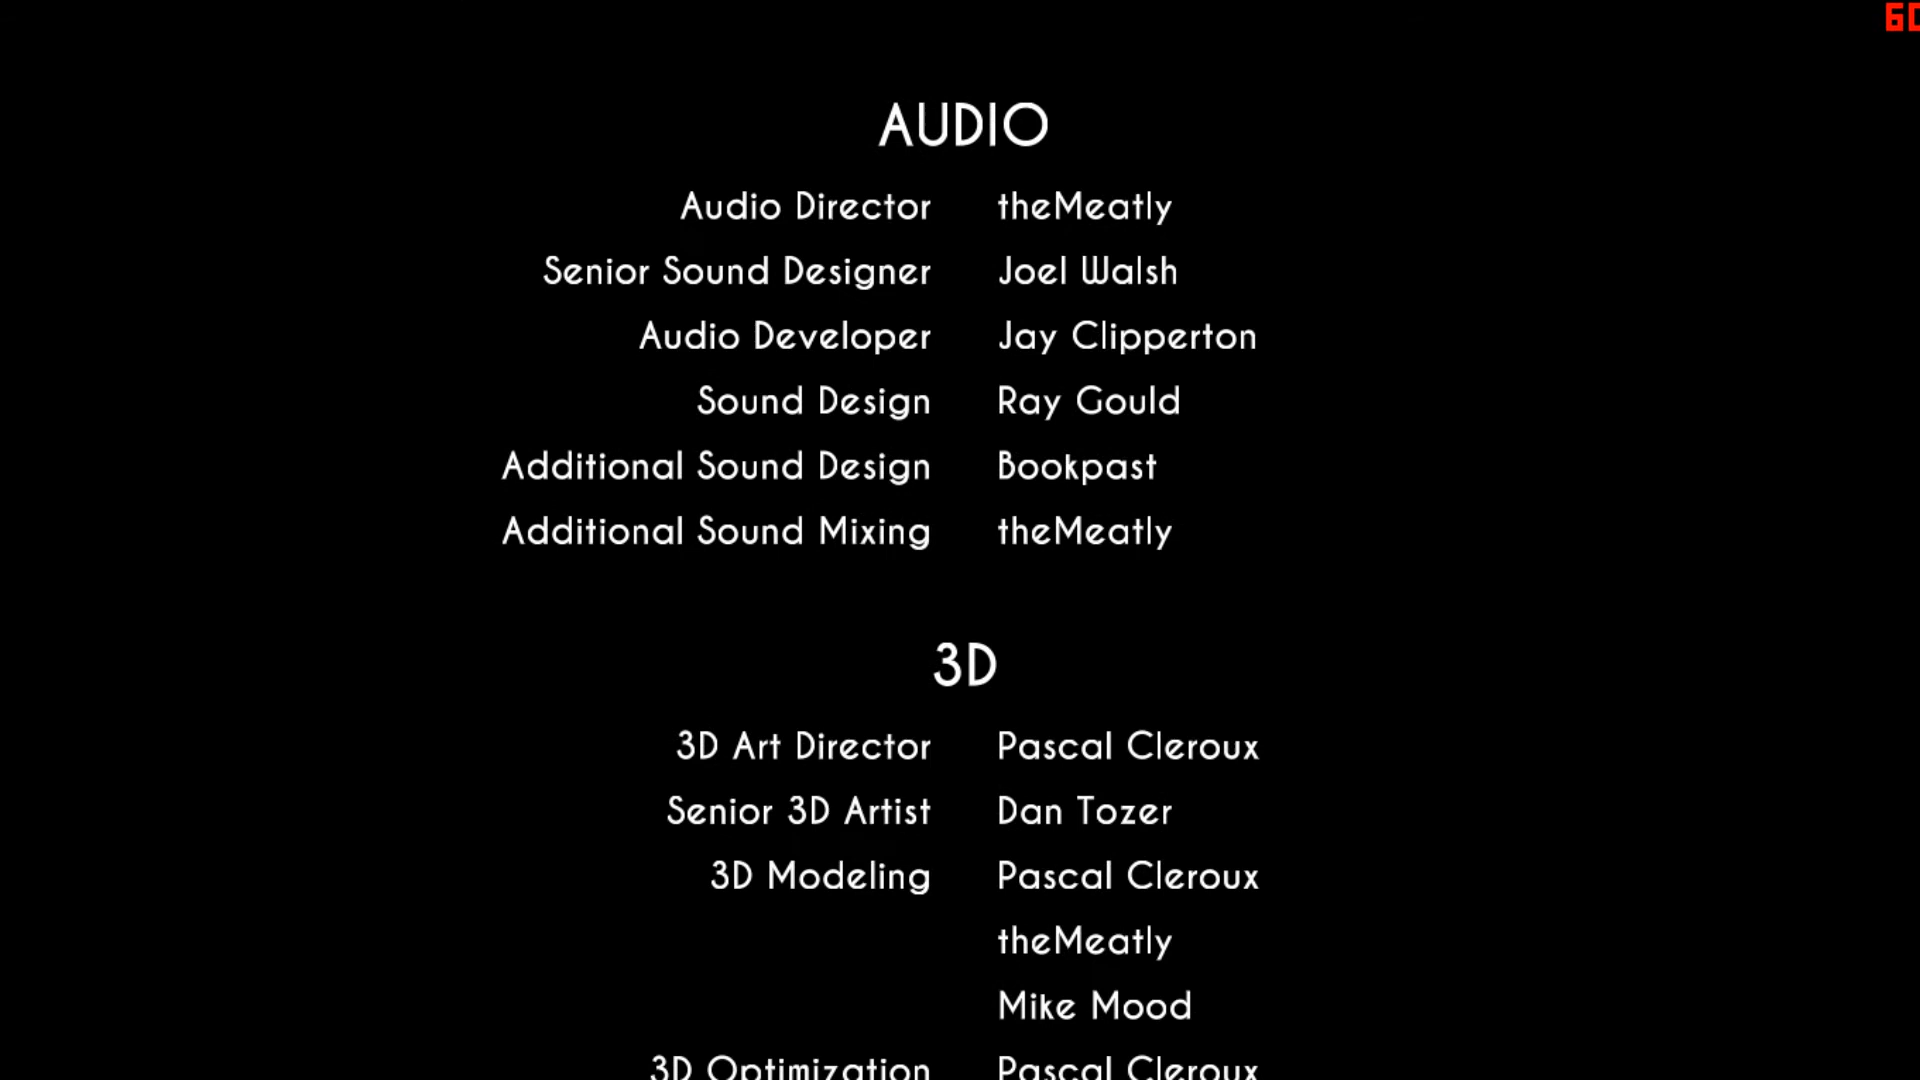 60
AUDIO
Audio Director theMeatly
Senior Sound Designer Joel Walsh
Audio Developer Jay Clipperton
Sound Design Ray Gould
Additional Sound Design Bookpast
Additional Sound Mixing theMeatly
3D
3D Art Director Pascal Cleroux
Senior 3D Artist Dan Tozer
3D Modeling Pascal Cleroux
theMeatly
Mike Mood
3D Optimization Pascal Cleroux